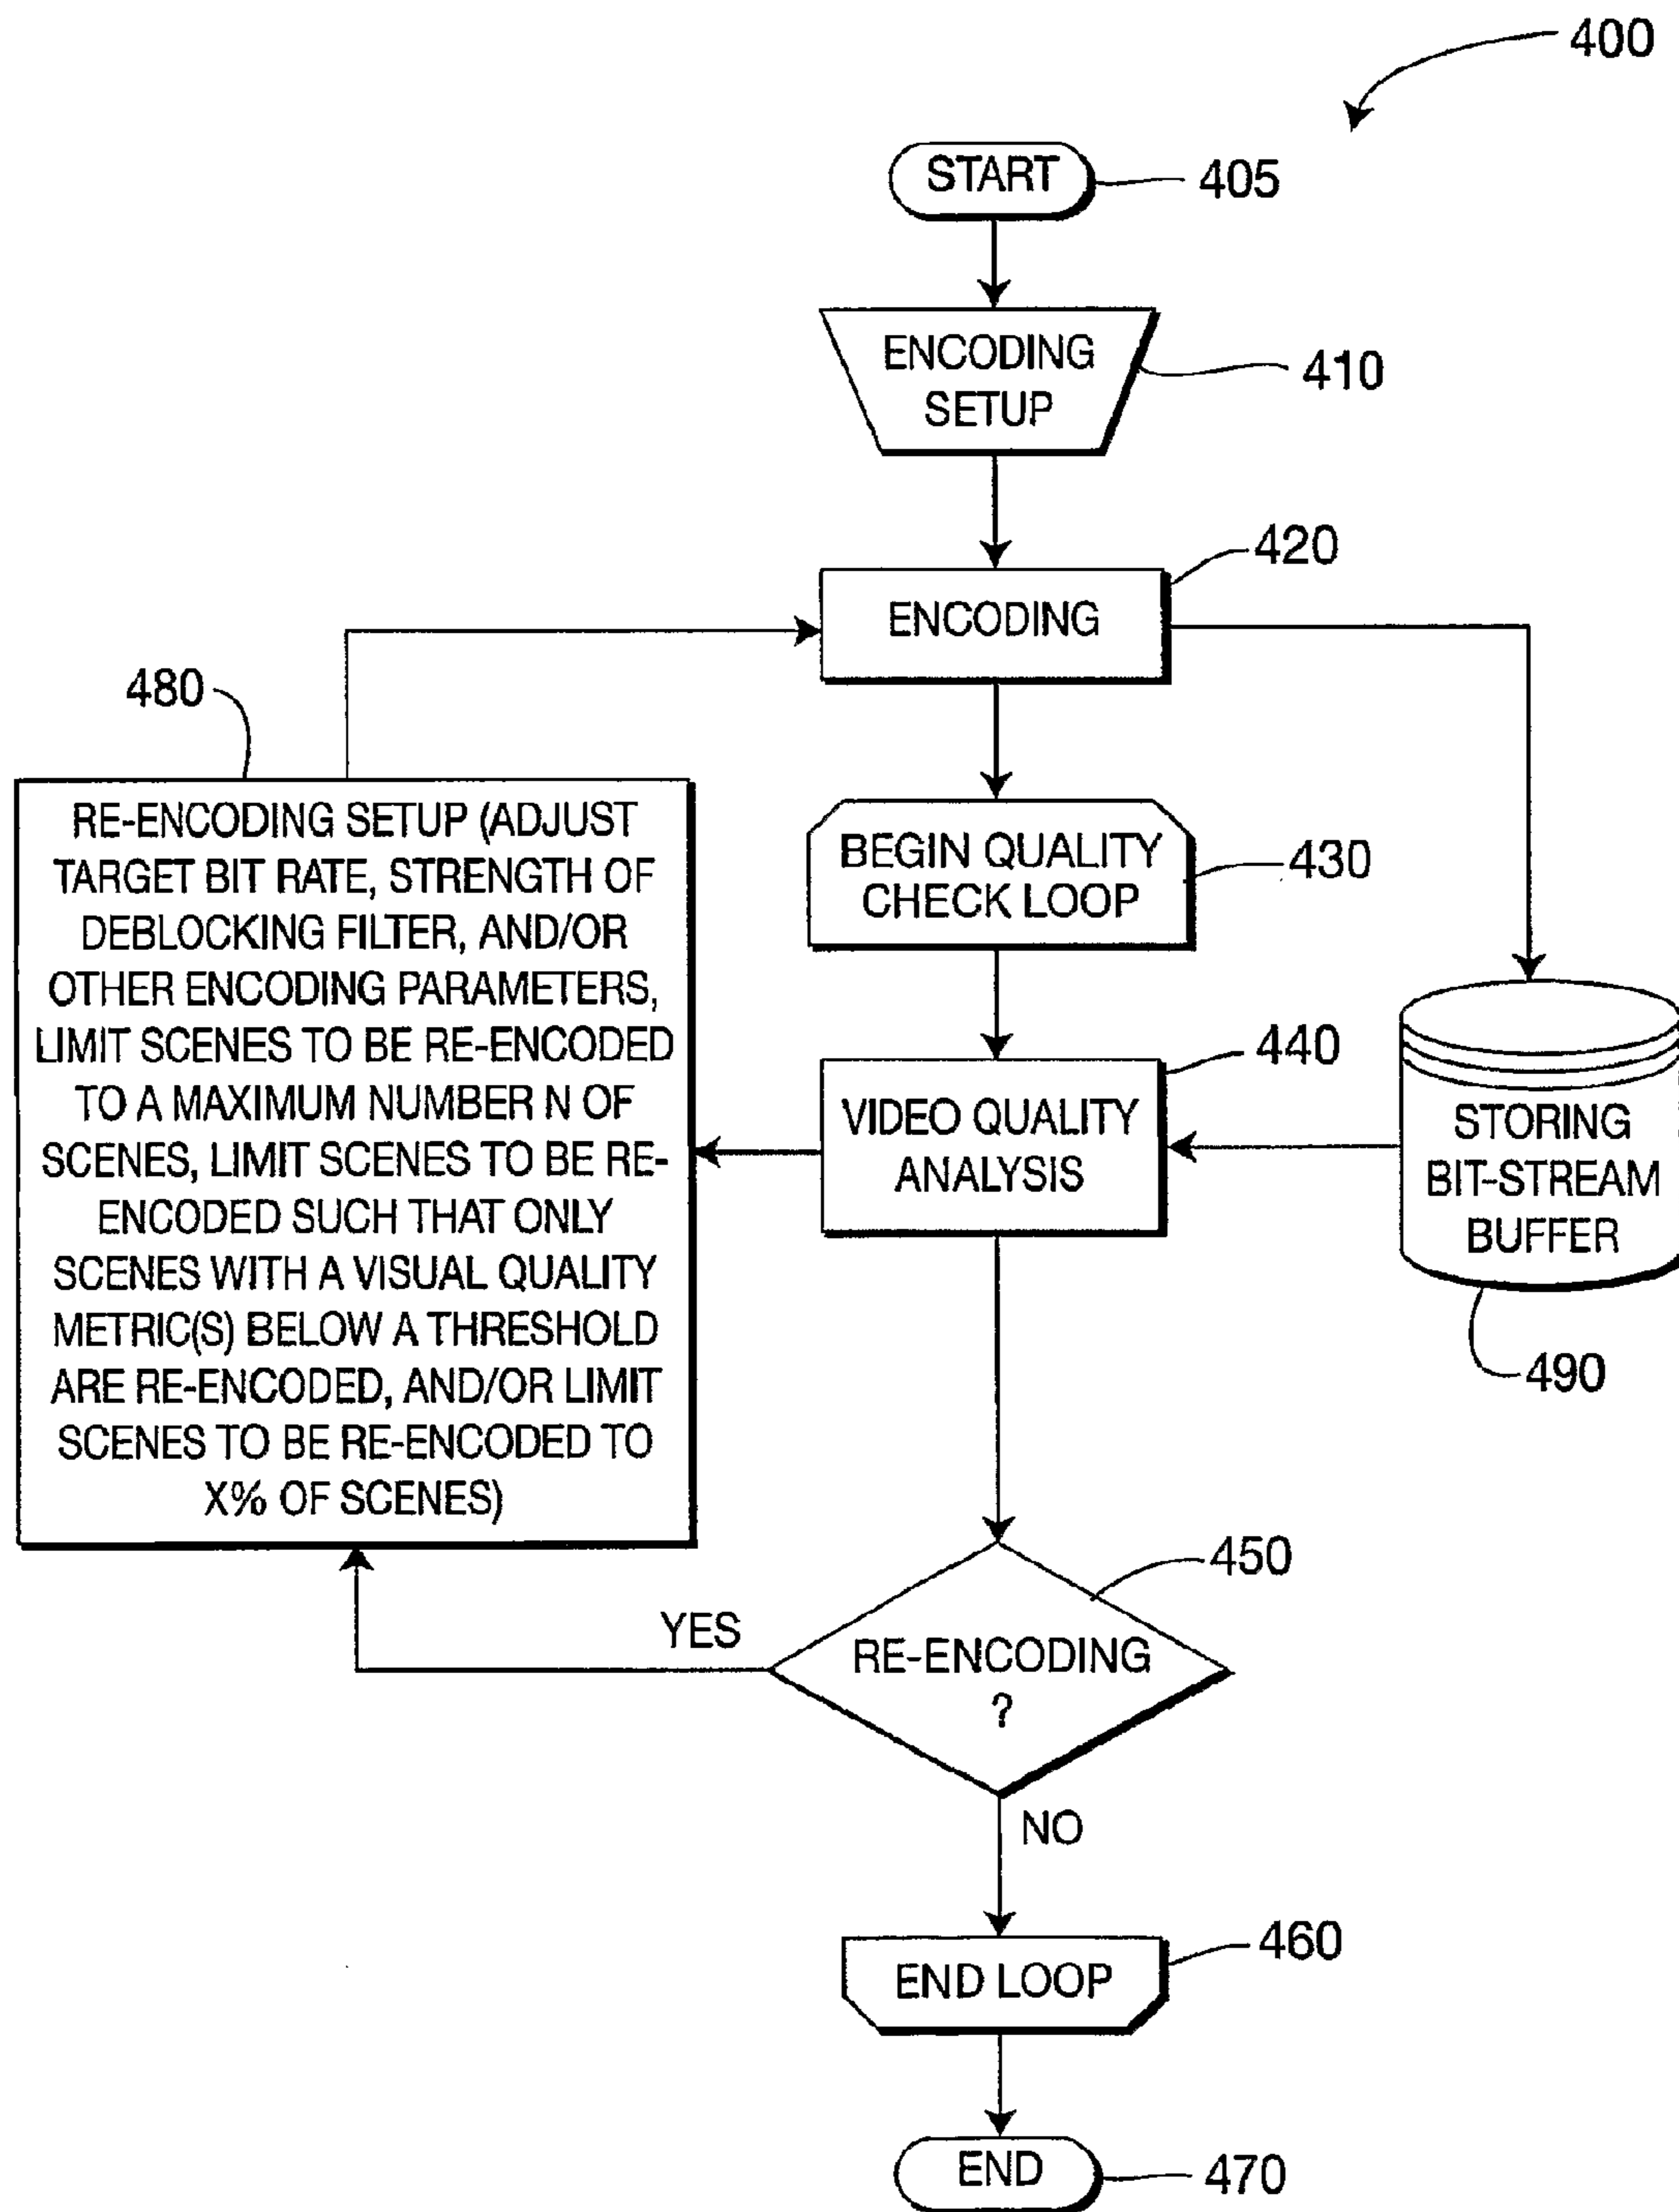 400
START
405
ENCODING
SETUP
410
420
ENCODING
480
RE-ENCODING SETUP (ADJUST
TARGET BIT RATE, STRENGTH OF
DEBLOCKING FILTER, AND/OR
OTHER ENCODING PARAMETERS,
LIMIT SCENES TO BE RE-ENCODED
TO A MAXIMUM NUMBER N OF
SCENES, LIMIT SCENES TO BE RE-
ENCODED SUCH THAT ONLY
SCENES WITH A VISUAL QUALITY
METRIC(S) BELOW A THRESHOLD
ARE RE-ENCODED, AND/OR LIMIT
SCENES TO BE RE-ENCODED TO
X% OF SCENES)
BEGIN QUALITY
CHECK LOOP
430
440
VIDEO QUALITY
ANALYSIS
STORING
BIT-STREAM
BUFFER
490
450
YES
RE-ENCODING
?
NO
460
END LOOP
END
470